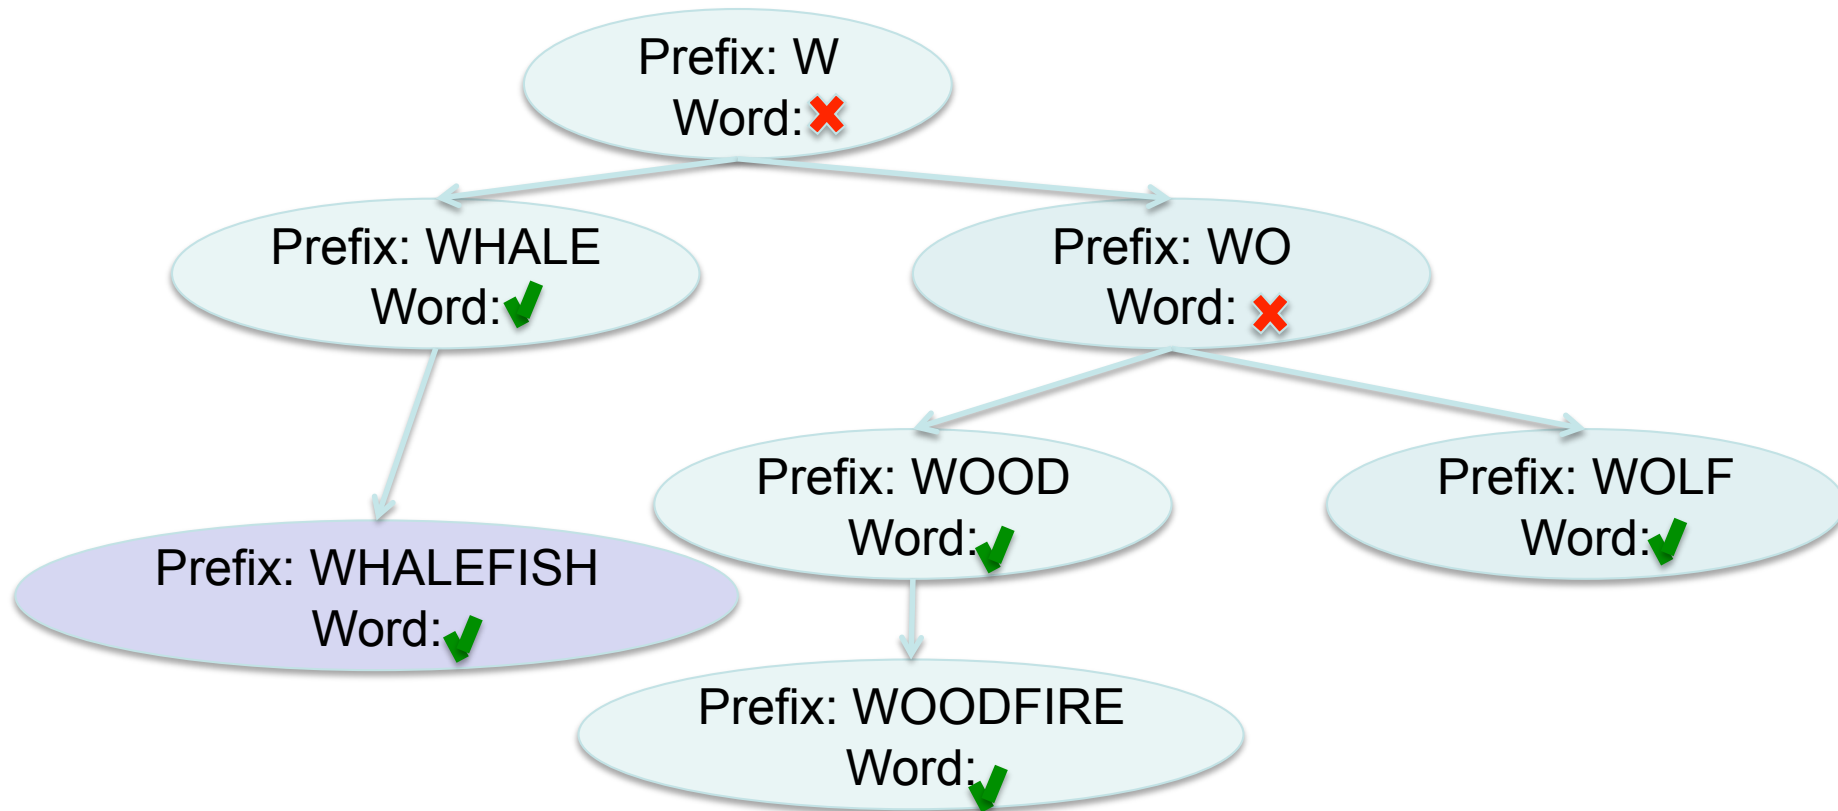 Prefix: W
Word:
Prefix: WHALE
Word:
Prefix: WO
Word:
Prefix: WOOD
Word:
Prefix: WOLF
Word:
Prefix: WHALEFISH
Word:
Prefix: WOODFIRE
Word: